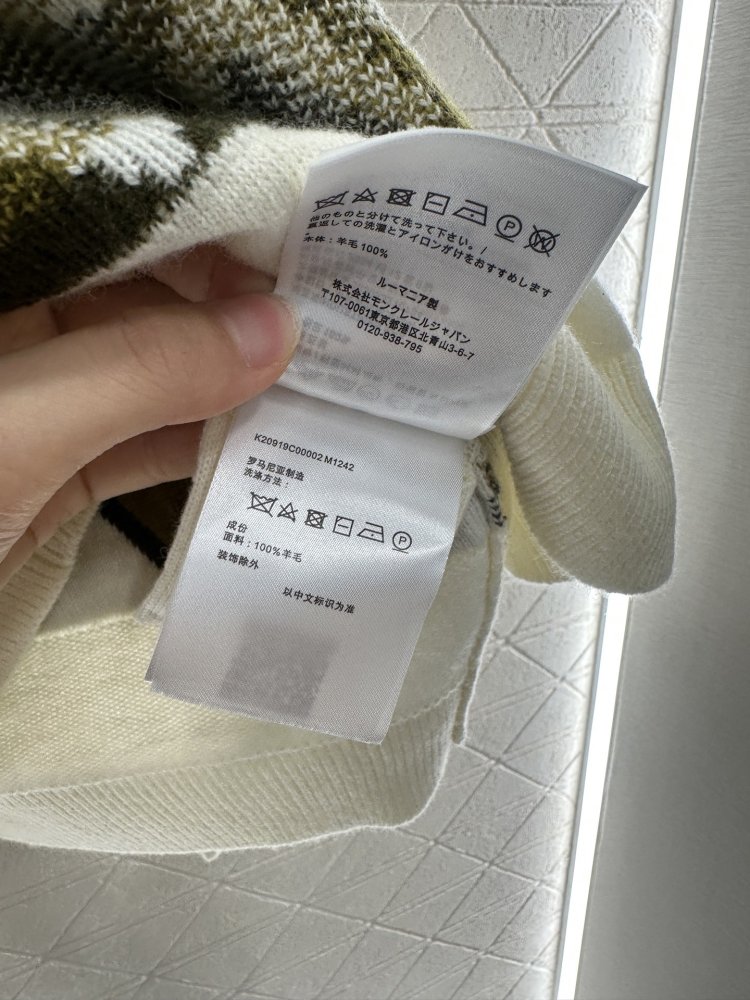 他のものと分けて洗って下さい。/
裏返しての洗濯とアイロンがけをおすすめします
本体：羊毛100%
ルーマニア製
株式会社モンクレールジャパン
〒107-0061東京都港区北青山3-6-7
0120-938-795
K20919C00002 M1242
罗马尼亚制造
洗涤方法：
成份
面料：100%羊毛
装饰除外
以中文标识为准